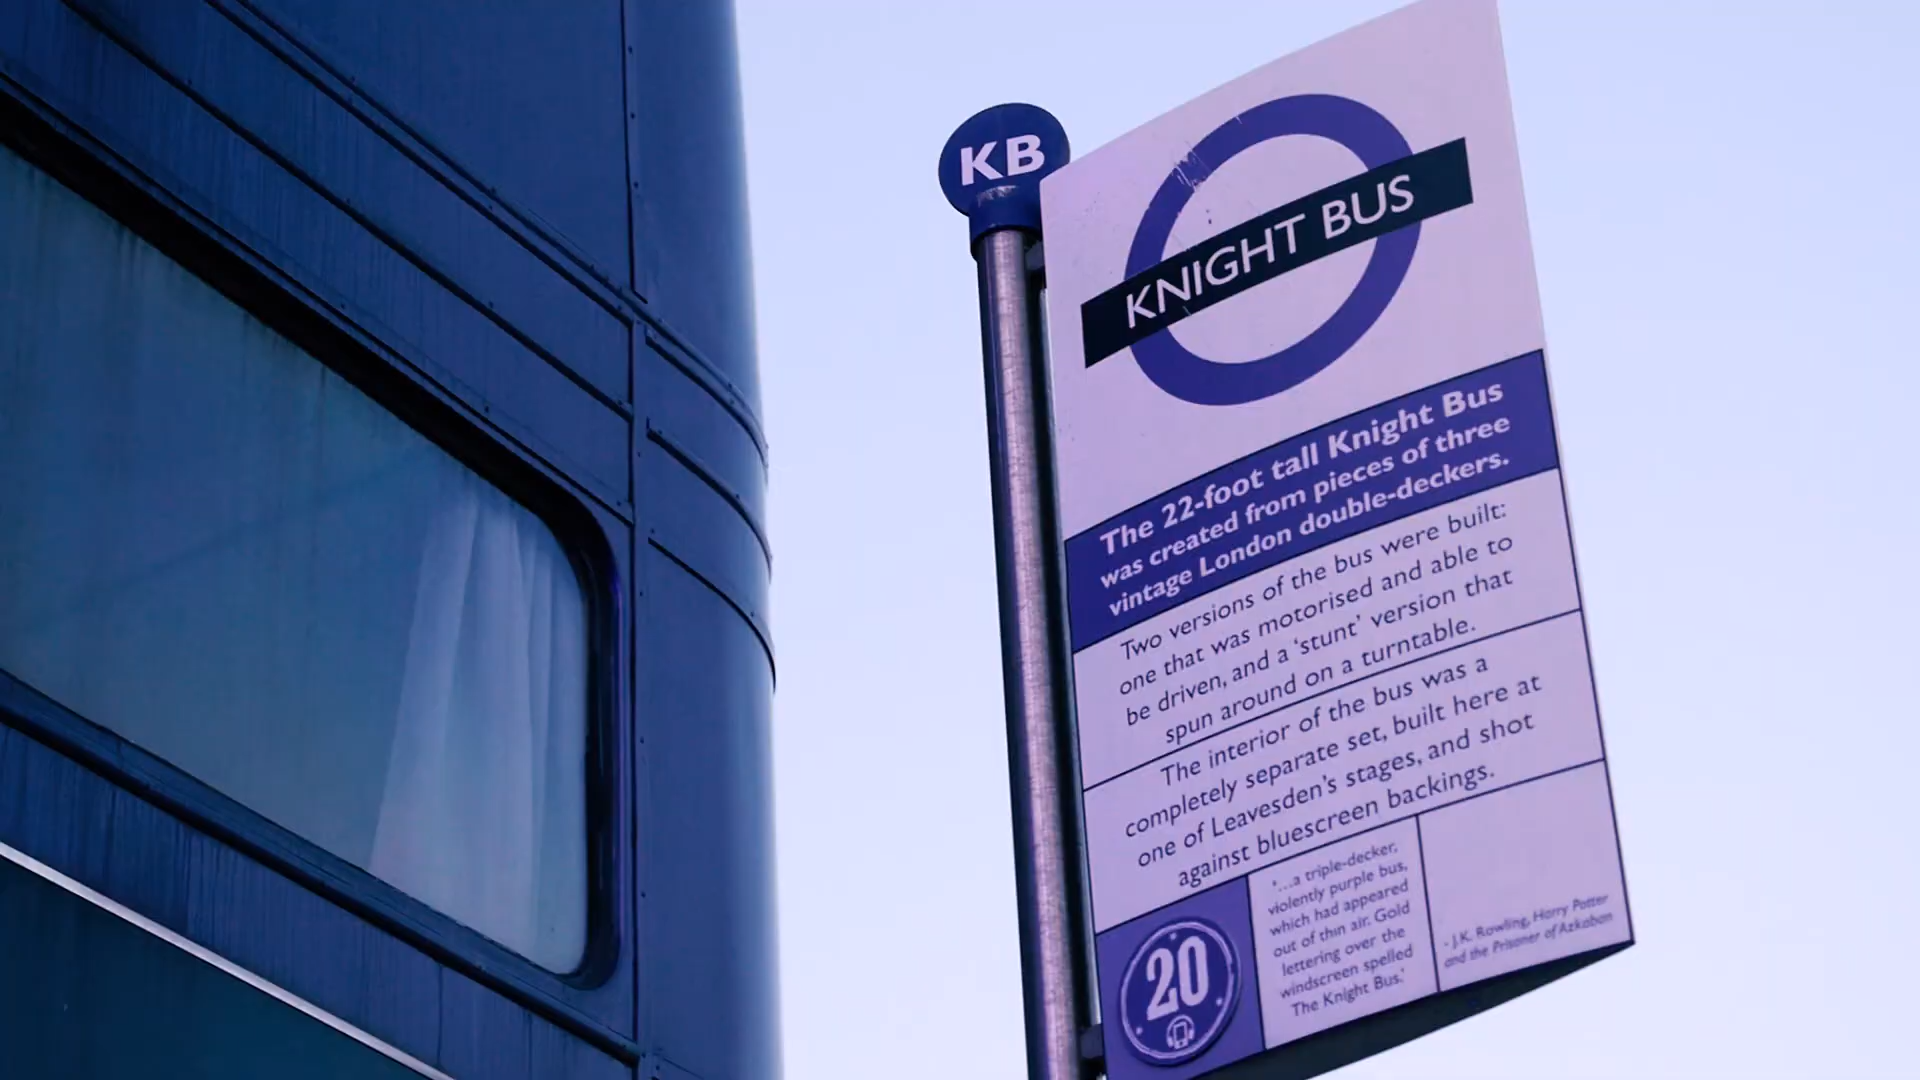 KB
KNIGHT BUS
The 22-foot tall Knight Bus
was created from pieces of three
vintage London double-deckers.
Two versions of the bus were built:
one that was motorised and able to
be driven, and a ‘stunt’ version that
spun around on a turntable.
The interior of the bus was a
completely separate set, built here at
one of Leavesden’s stages, and shot
against bluescreen backings.
20
‘...a triple-decker,
violently purple bus,
which had appeared
out of thin air. Gold
lettering over the
windscreen spelled
The Knight Bus.’
- J.K. Rowling, Harry Potter
and the Prisoner of Azkaban